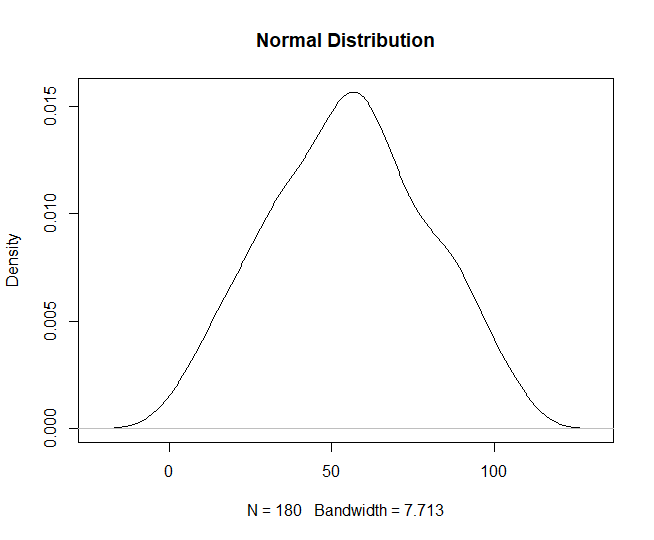 Normal Distribution
Density
0.015
0.010
0.005
0.000
0 50 100
N = 180 Bandwidth = 7.713